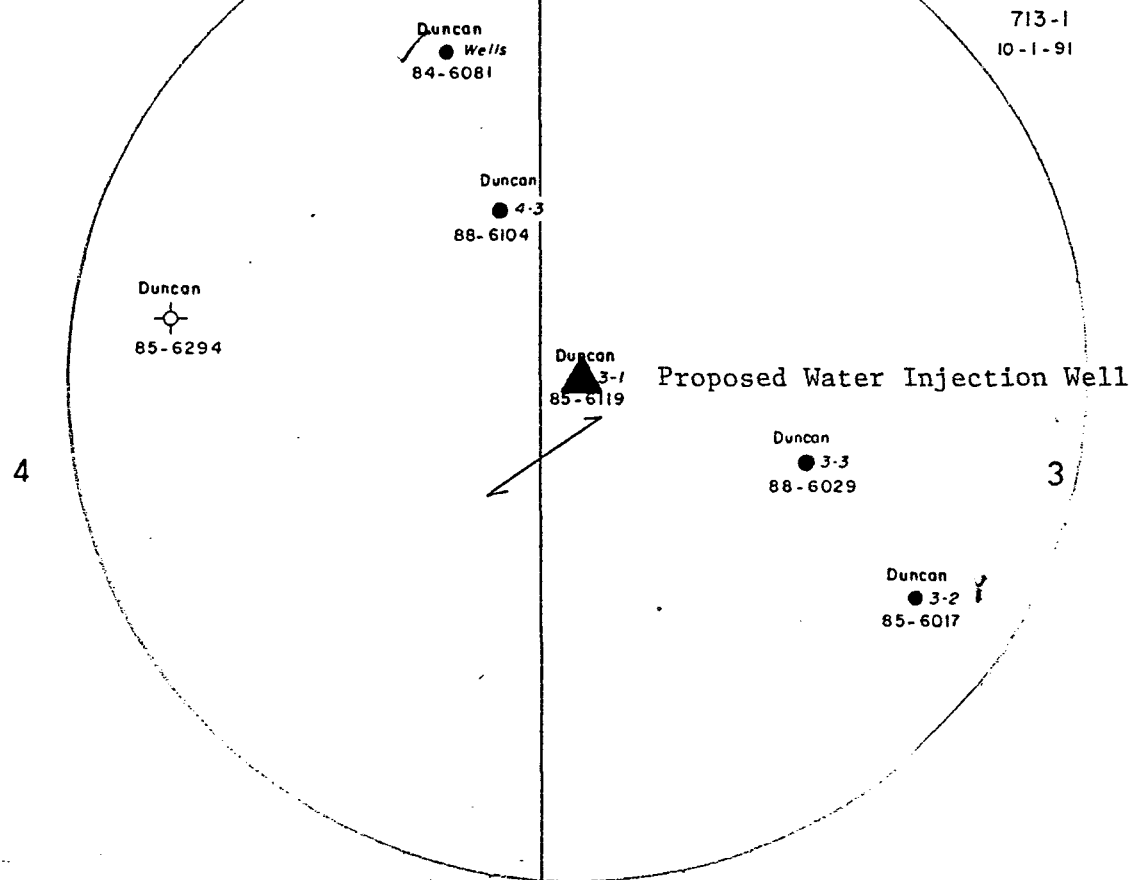 713-1
10-1-91
Duncan
Wells
84-6081
Duncan
4-3
88-6104
Duncan
85-6294
Duncan
3-1
85-6119
Proposed Water Injection Well
Duncan
3-3
88-6029
4
3
Duncan
3-2
85-6017